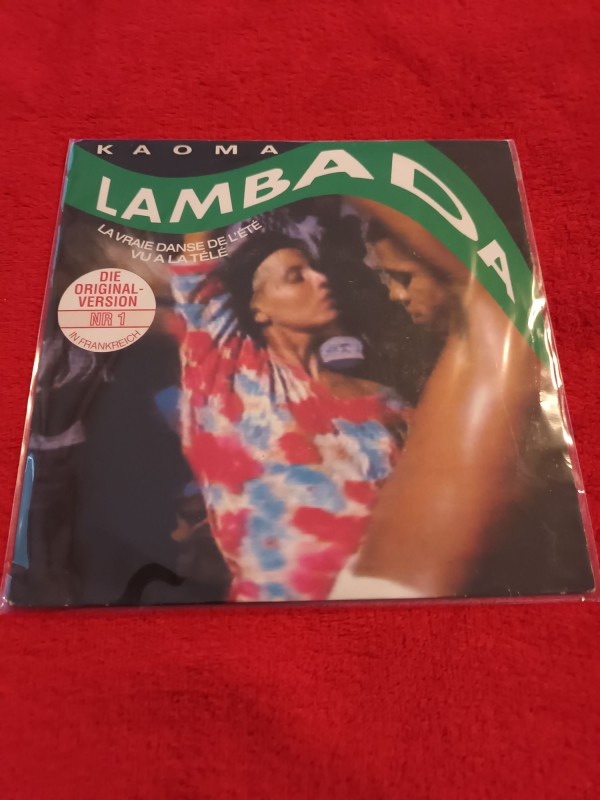 KAOMA
LAMBADA
LA VRAIE DANSE DE L'ÉTÉ
VU A LA TÉLÉ
DIE
ORIGINAL-
VERSION
NR 1
IN FRANKREICH